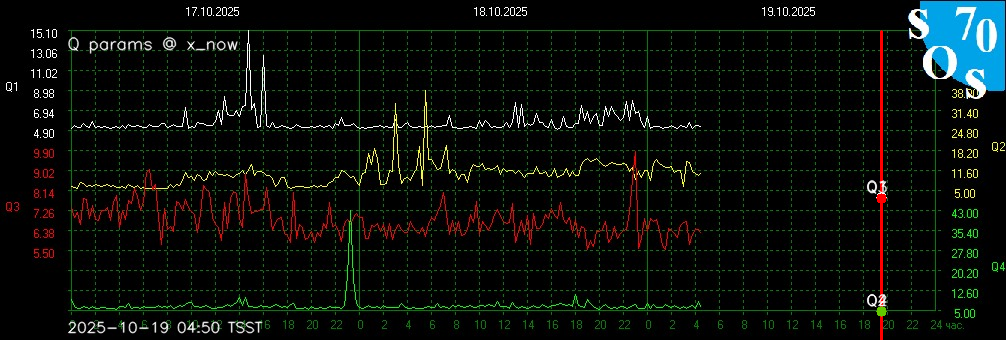 17.10.2025 18.10.2025 19.10.2025
S 70
O S
Q params @ x_now
15.10
13.06
11.02
Q1 8.98 38.00
6.94 31.40
4.90 24.80
9.90 18.20 Q2
9.02 11.60
8.14 5.00
Q3 7.26 43.00
6.38 35.40
5.50 27.80
20.20 Q4
12.60
5.00
Q2
2025-10-19 04:50 TSST
20 22 0 2 4 6 8 10 12 14 16 18 20 22 0 2 4 6 8 10 12 14 16 18 20 22 24 час.